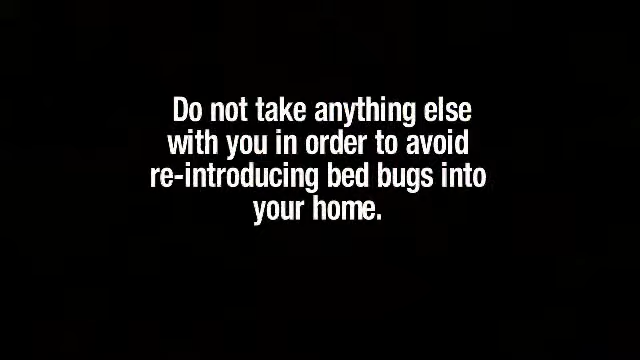 Do not take anything else
with you in order to avoid
re-introducing bed bugs into
your home.